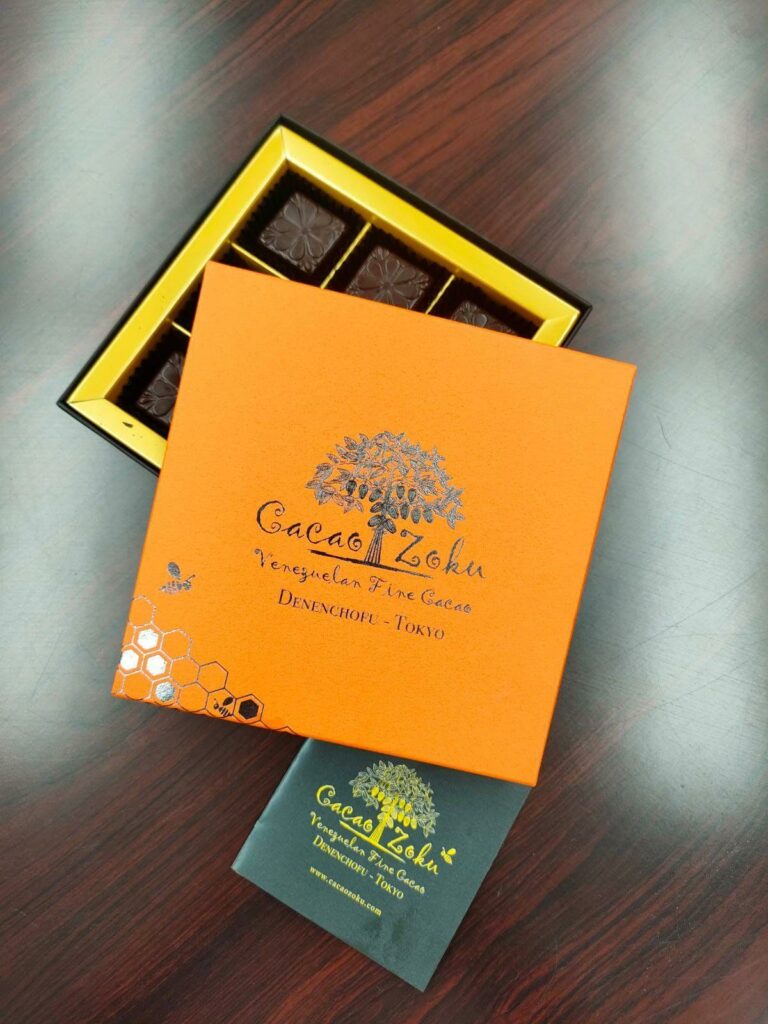 Cacao Zoku
Venezuelan Fine Cacao
DENENCHOFU - TOKYO
Cacao Zoku
Venezuelan Fine Cacao
DENENCHOFU - TOKYO
www.cacaozoku.com